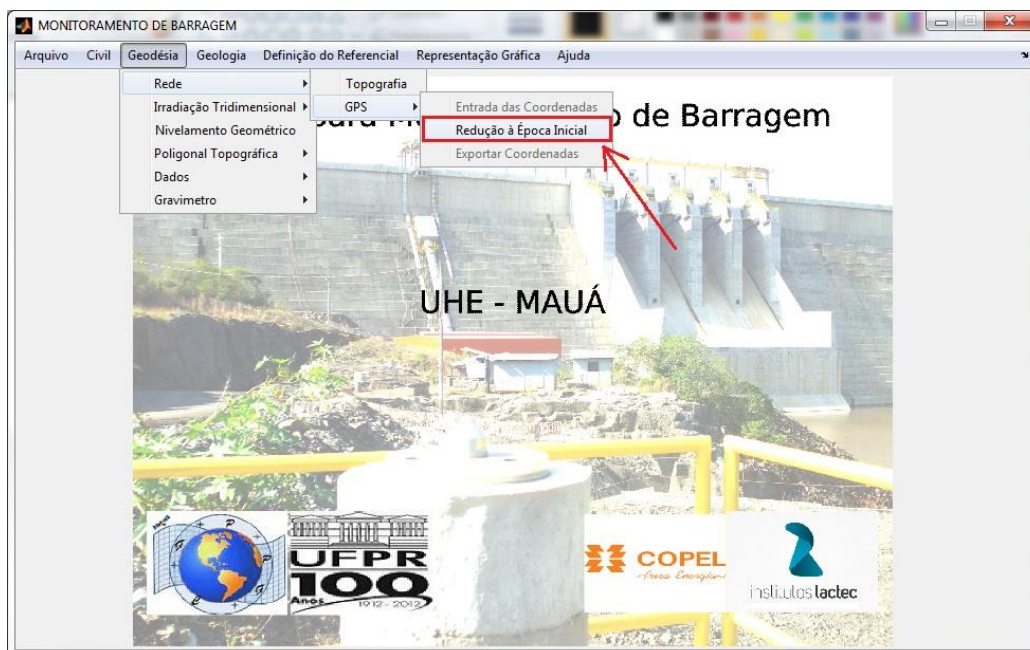 MONITORAMENTO DE BARRAGEM
Arquivo Civil Geodésia Geologia Definição do Referencial Representação Gráfica Ajuda
Rede
Irradiação Tridimensional
Nivelamento Geométrico
Poligonal Topográfica
Dados
Gravimetro
Topografia
GPS
Entrada das Coordenadas
Redução à Época Inicial
Exportar Coordenadas
de Barragem
UHE - MAUÁ
UFPR
100
Anos 1912 - 2012
COPEL
Pura Energia
institutos lactec